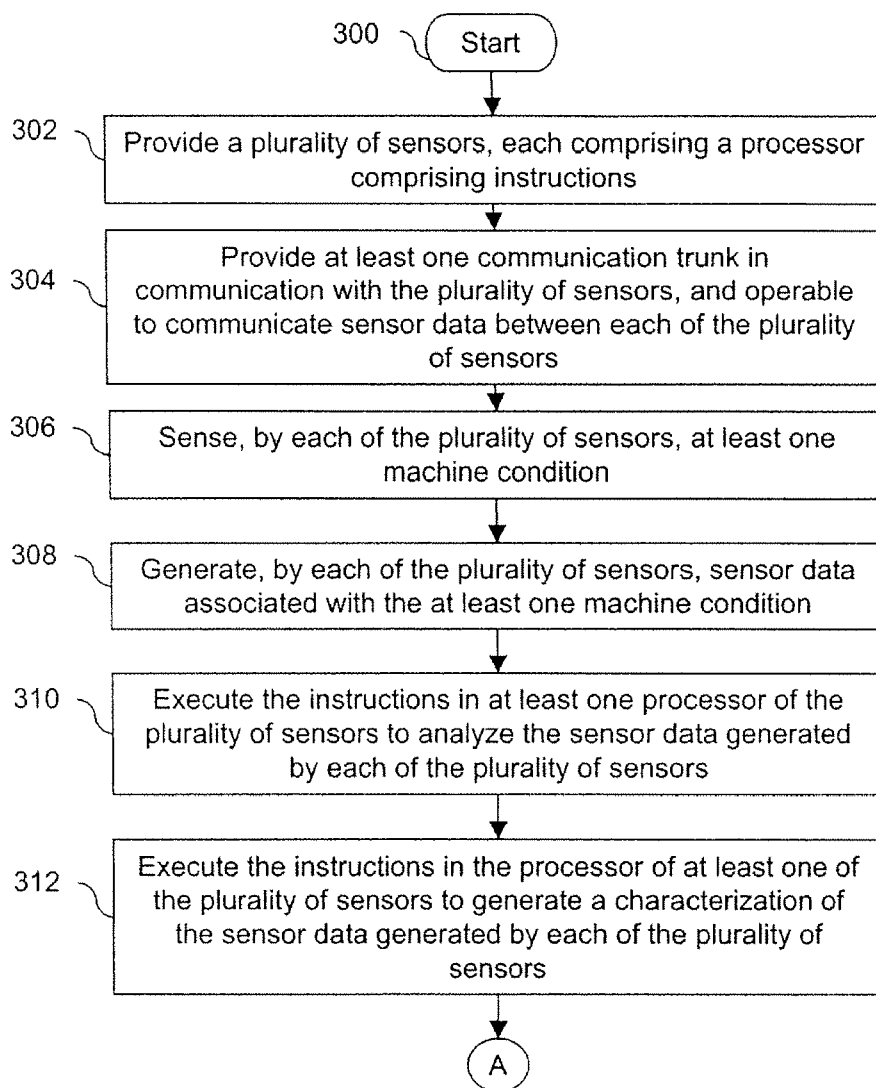 300
Start
302
Provide a plurality of sensors, each comprising a processor
comprising instructions
304
Provide at least one communication trunk in
communication with the plurality of sensors, and operable
to communicate sensor data between each of the plurality
of sensors
306
Sense, by each of the plurality of sensors, at least one
machine condition
308
Generate, by each of the plurality of sensors, sensor data
associated with the at least one machine condition
310
Execute the instructions in at least one processor of the
plurality of sensors to analyze the sensor data generated
by each of the plurality of sensors
312
Execute the instructions in the processor of at least one of
the plurality of sensors to generate a characterization of
the sensor data generated by each of the plurality of
sensors
A